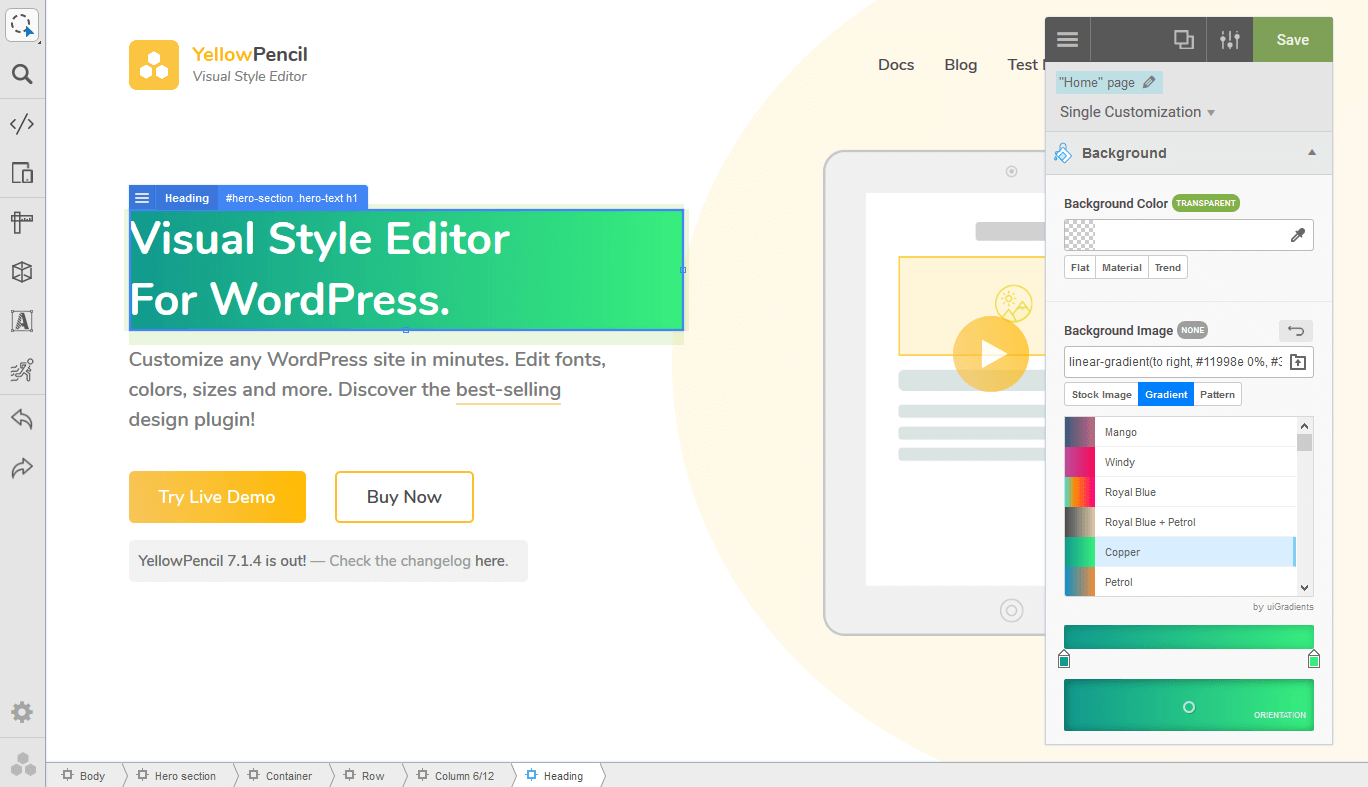 YellowPencil
Visual Style Editor
Docs Blog Test
Save
"Home" page
Single Customization
Background
Heading #hero-section .hero-text h1
Visual Style Editor
For WordPress.
Customize any WordPress site in minutes. Edit fonts,
colors, sizes and more. Discover the best-selling
design plugin!
Try Live Demo Buy Now
YellowPencil 7.1.4 is out! — Check the changelog here.
Background Color TRANSPARENT
Flat Material Trend
Background Image NONE
linear-gradient(to right, #11998e 0%, #3
Stock Image Gradient Pattern
Mango
Windy
Royal Blue
Royal Blue + Petrol
Copper
Petrol
by uiGradients
ORIENTATION
Body Hero section Container Row Column 6/12 Heading